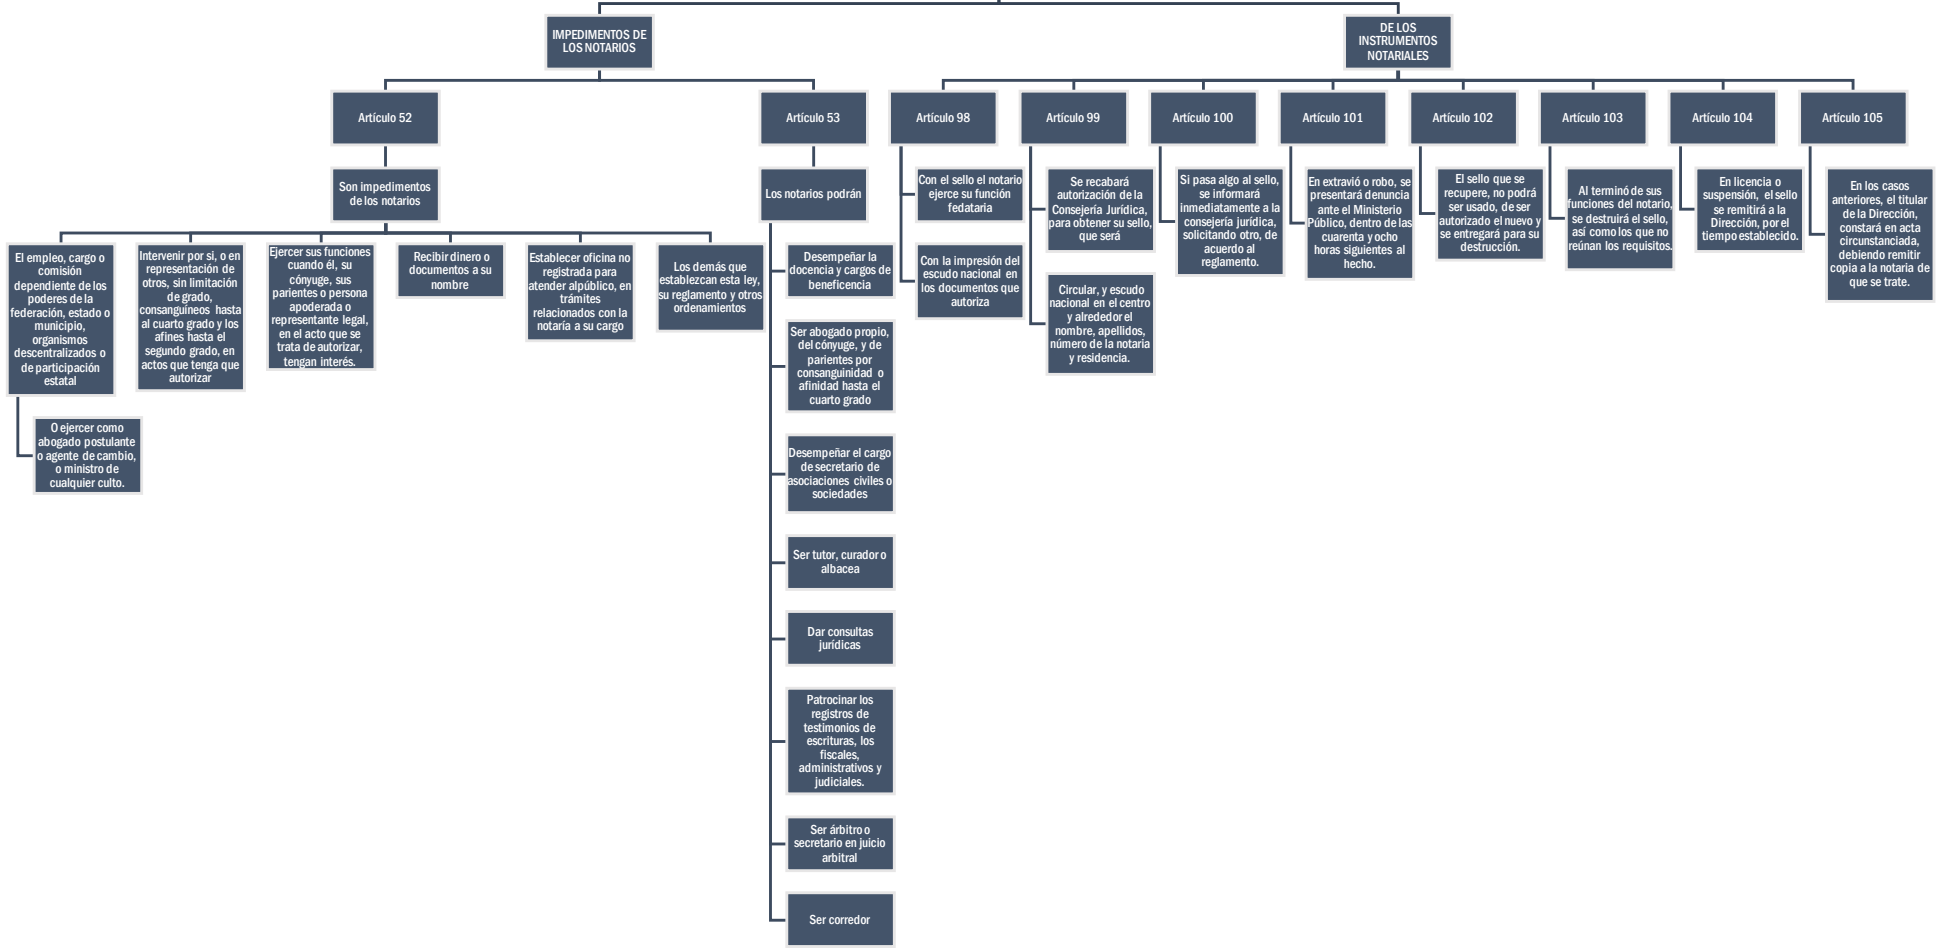 IMPEDIMENTOS DE
LOS NOTARIOS
Artículo 52
Son impedimentos
de los notarios
El empleo, cargo o
comisión
dependiente de los
poderes de la
federación, estado o
municipio,
organismos
descentralizados o
de participación
estatal
O ejercer como
abogado postulante
o agente de cambio,
o ministro de
cualquier culto.
Intervenir por si, o en
representación de
otros, sin limitación
de grado,
consanguíneos hasta
al cuarto grado y los
afines hasta el
segundo grado, en
actos que tenga que
autorizar
Ejercer sus funciones
cuando él, su
cónyuge, sus
parientes o persona
apoderada o
representante legal,
en el acto que se
trata de autorizar,
tengan interés.
Recibir dinero o
documentos a su
nombre
Establecer oficina no
registrada para
atender alpúblico, en
trámites
relacionados con la
notaría a su cargo
Los demás que
establezcan esta ley,
su reglamento y otros
ordenamientos
Artículo 53
Los notarios podrán
Desempeñar la
docencia y cargos de
beneficencia
Ser abogado propio,
del cónyuge, y de
parientes por
consanguinidad o
afinidad hasta el
cuarto grado
Desempeñar el cargo
de secretario de
asociaciones civiles o
sociedades
Ser tutor, curador o
albacea
Dar consultas
jurídicas
Patrocinar los
registros de
testimonios de
escrituras, los
fiscales,
administrativos y
judiciales.
Ser árbitro o
secretario en juicio
arbitral
Ser corredor
DE LOS
INSTRUMENTOS
NOTARIALES
Artículo 98
Con el sello el notario
ejerce su función
fedataria
Con la impresión del
escudo nacional en
los documentos que
autoriza
Artículo 99
Se recabará
autorización de la
Consejería Jurídica,
para obtener su sello,
que será
Circular, y escudo
nacional en el centro
y alrededor el
nombre, apellidos,
número de la notaria
y residencia.
Artículo 100
Si pasa algo al sello,
se informará
inmediatamente a la
consejería jurídica,
solicitando otro, de
acuerdo al
reglamento.
Artículo 101
En extravió o robo, se
presentará denuncia
ante el Ministerio
Público, dentro de las
cuarenta y ocho
horas siguientes al
hecho.
Artículo 102
El sello que se
recupere, no podrá
ser usado, de ser
autorizado el nuevo y
se entregará para su
destrucción.
Artículo 103
Al terminó de sus
funciones del notario,
se destruirá el sello,
así como los que no
reúnan los requisitos.
Artículo 104
En licencia o
suspensión, el sello
se remitirá a la
Dirección, por el
tiempo establecido.
Artículo 105
En los casos
anteriores, el titular
de la Dirección,
constará en acta
circunstanciada,
debiendo remitir
copia a la notaria de
que se trate.